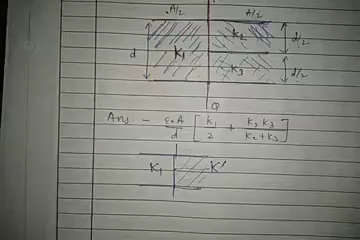 A/2 A/2
K₂ d/2
d K₁
K₃ d/2
Q
Ans - ε₀A/d [ K₁/2 + K₂K₃/(K₂+K₃) ]
K₁ K'